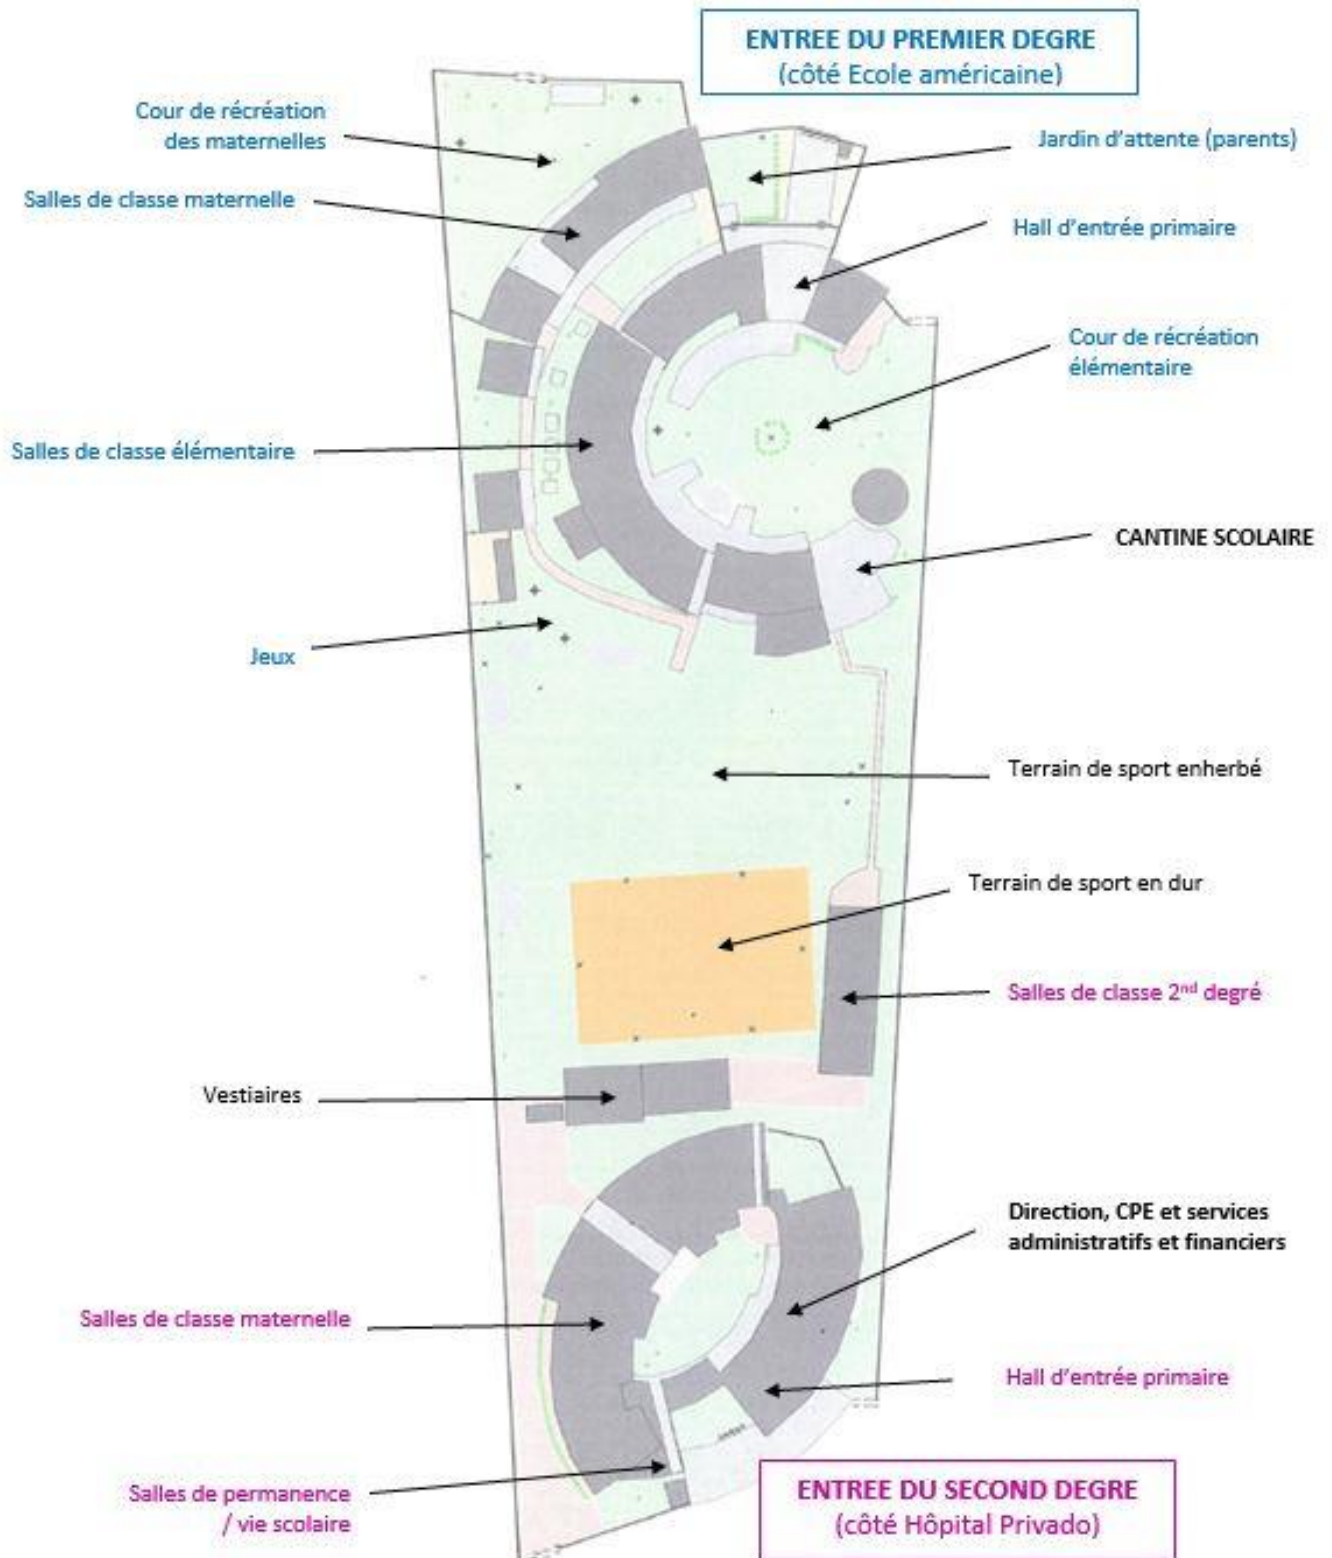 ENTREE DU PREMIER DEGRE
(côté Ecole américaine)
Cour de récréation
des maternelles
Jardin d'attente (parents)
Salles de classe maternelle
Hall d'entrée primaire
Cour de récréation
élémentaire
Salles de classe élémentaire
CANTINE SCOLAIRE
Jeux
Terrain de sport enherbé
Terrain de sport en dur
Salles de classe 2nd degré
Vestiaires
Direction, CPE et services
administratifs et financiers
Salles de classe maternelle
Hall d'entrée primaire
Salles de permanence
/ vie scolaire
ENTREE DU SECOND DEGRE
(côté Hôpital Privado)